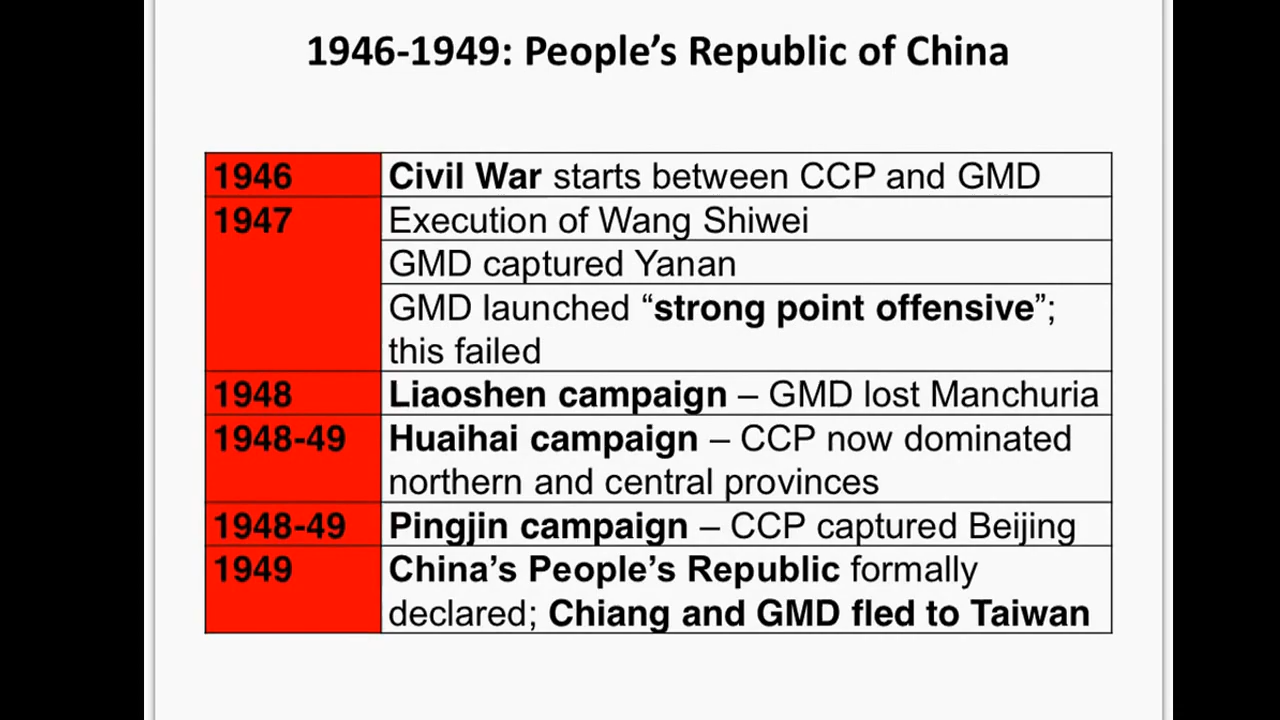 1946-1949: People’s Republic of China
1946 Civil War starts between CCP and GMD
1947 Execution of Wang Shiwei
GMD captured Yanan
GMD launched “strong point offensive”;
this failed
1948 Liaoshen campaign – GMD lost Manchuria
1948-49 Huaihai campaign – CCP now dominated
northern and central provinces
1948-49 Pingjin campaign – CCP captured Beijing
1949 China’s People’s Republic formally
declared; Chiang and GMD fled to Taiwan